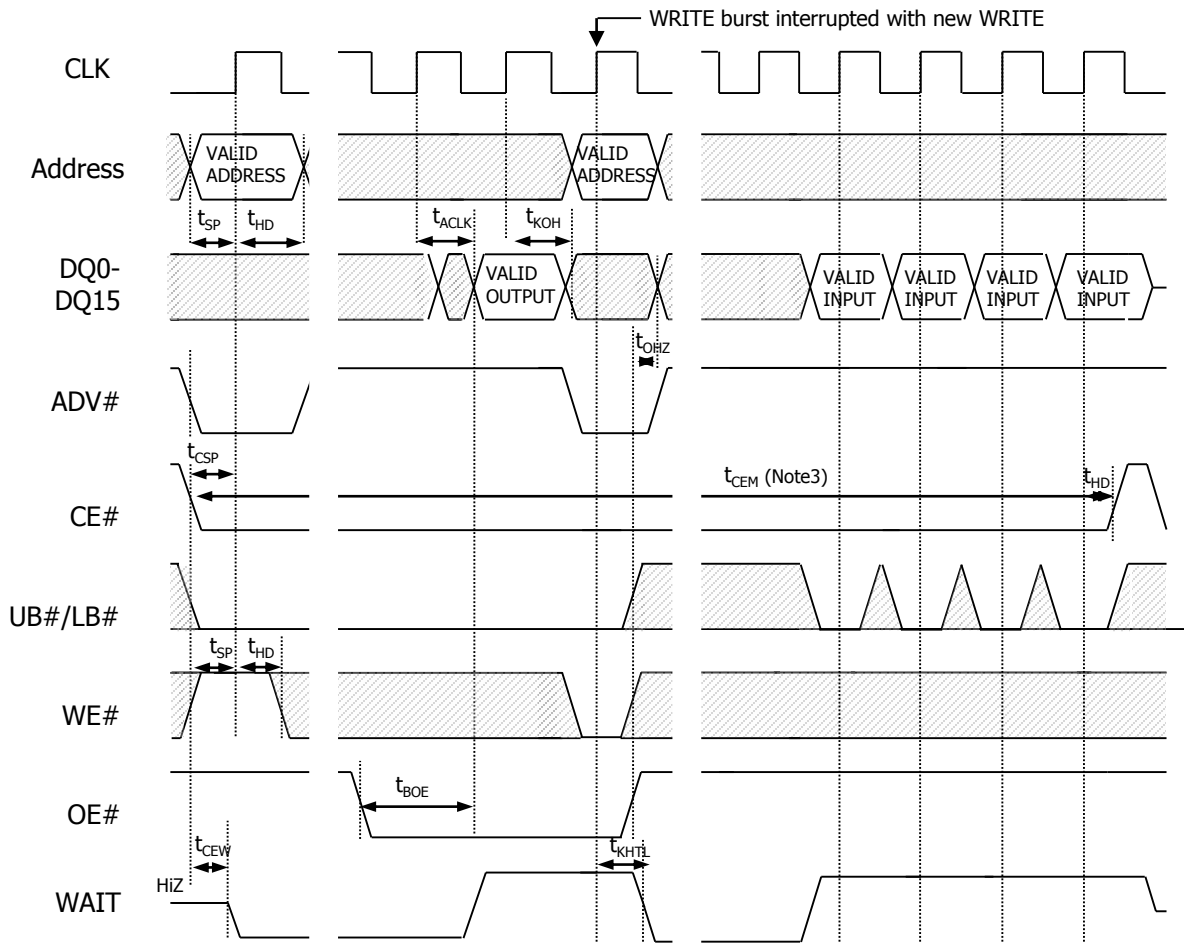 WRITE burst interrupted with new WRITE
CLK
Address
VALID
ADDRESS
VALID
ADDRESS
tSP
tHD
tACLK
tKOH
DQ0-
DQ15
VALID
OUTPUT
VALID
INPUT
VALID
INPUT
VALID
INPUT
VALID
INPUT
tOHZ
ADV#
tCSP
tCEM (Note3)
tHD
CE#
UB#/LB#
tSP
tHD
WE#
tBOE
OE#
tCEW
tKHTL
HiZ
WAIT